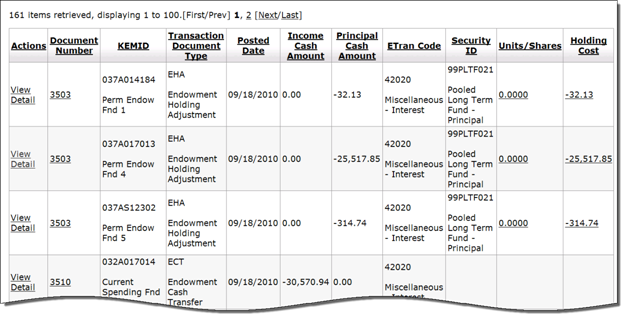 161 items retrieved, displaying 1 to 100.[First/Prev] 1, 2 [Next/Last]
Actions Document Number KEMID Transaction Document Type Posted Date Income Cash Amount Principal Cash Amount ETran Code Security ID Units/Shares Holding Cost
View Detail 3503 037A014184 Perm Endow Fnd 1 EHA Endowment Holding Adjustment 09/18/2010 0.00 -32.13 42020 Miscellaneous - Interest 99PLTF021 Pooled Long Term Fund - Principal 0.0000 -32.13
View Detail 3503 037A017013 Perm Endow Fnd 4 EHA Endowment Holding Adjustment 09/18/2010 0.00 -25,517.85 42020 Miscellaneous - Interest 99PLTF021 Pooled Long Term Fund - Principal 0.0000 -25,517.85
View Detail 3503 037AS12302 Perm Endow Fnd 5 EHA Endowment Holding Adjustment 09/18/2010 0.00 -314.74 42020 Miscellaneous - Interest 99PLTF021 Pooled Long Term Fund - Principal 0.0000 -314.74
View Detail 3510 032A017014 Current Spending Fnd ECT Endowment Cash Transfer 09/18/2010 -30,570.94 0.00 42020 Miscellaneous - Interest